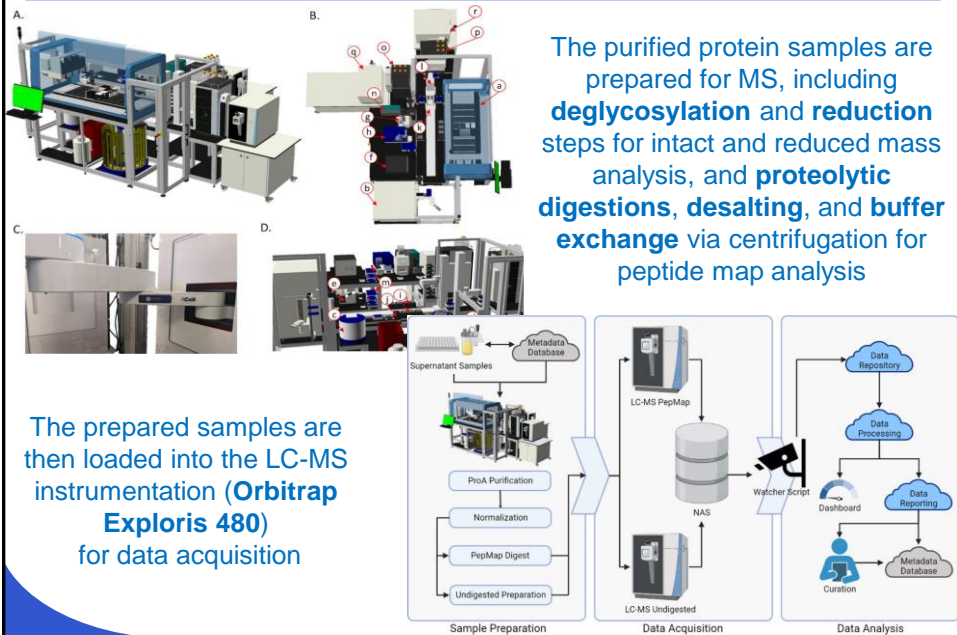 A.
B.
r
q
o
p
l
a
n
g
k
h
f
b
The purified protein samples are
prepared for MS, including
deglycosylation and reduction
steps for intact and reduced mass
analysis, and proteolytic
digestions, desalting, and buffer
exchange via centrifugation for
peptide map analysis
C.
ACell
D.
e
m
j
i
c
The prepared samples are
then loaded into the LC-MS
instrumentation (Orbitrap
Exploris 480)
for data acquisition
Supernatant Samples
Metadata
Database
ProA Purification
Normalization
PepMap Digest
Undigested Preparation
Sample Preparation
LC-MS PepMap
NAS
LC-MS Undigested
Data Acquisition
Watcher Script
Data
Repository
Data
Processing
Dashboard
Data
Reporting
Curation
Metadata
Database
Data Analysis